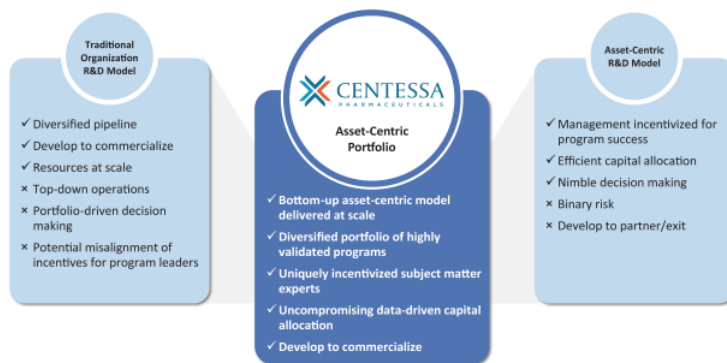 Traditional
Organization
R&D Model
✓ Diversified pipeline
✓ Develop to commercialize
✓ Resources at scale
× Top-down operations
× Portfolio-driven decision
making
× Potential misalignment of
incentives for program leaders
CENTESSA
PHARMACEUTICALS
Asset-Centric
Portfolio
✓ Bottom-up asset-centric model
delivered at scale
✓ Diversified portfolio of highly
validated programs
✓ Uniquely incentivized subject matter
experts
✓ Uncompromising data-driven capital
allocation
✓ Develop to commercialize
Asset-Centric
R&D Model
✓ Management incentivized for
program success
✓ Efficient capital allocation
✓ Nimble decision making
× Binary risk
× Develop to partner/exit